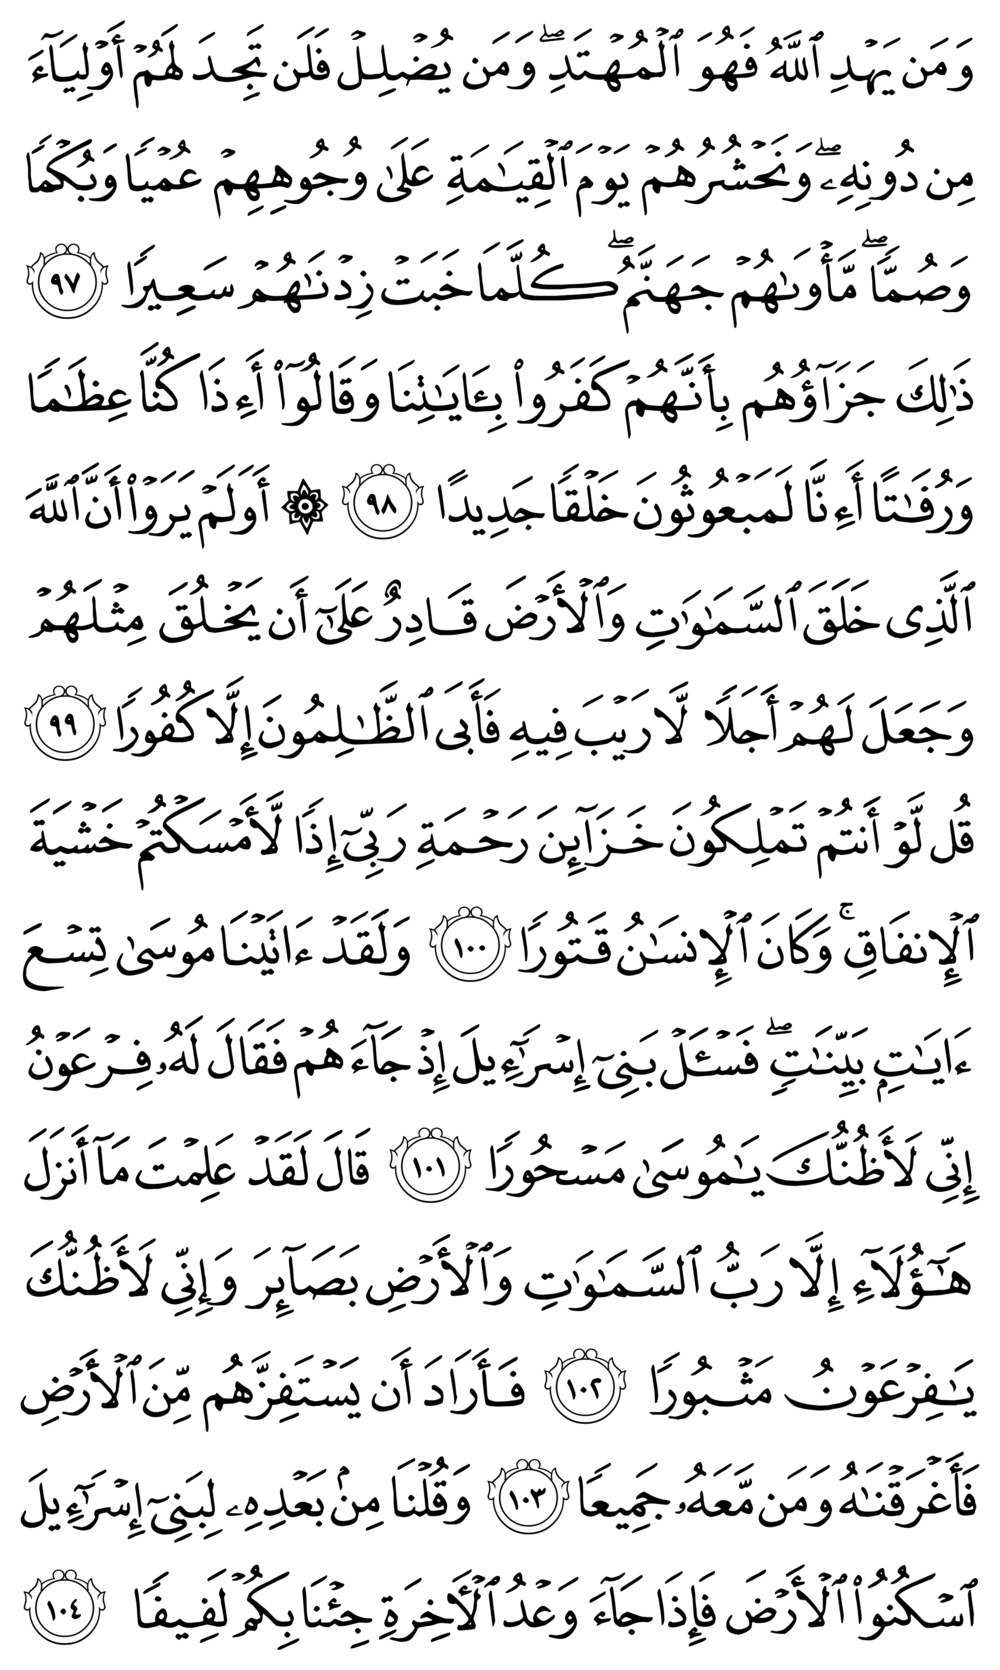 وَمَن يَهْدِ ٱللَّهُ فَهُوَ ٱلْمُهْتَدِ ۖ وَمَن يُضْلِلْ فَلَن تَجِدَ لَهُمْ أَوْلِيَآءَ
مِن دُونِهِۦ ۖ وَنَحْشُرُهُمْ يَوْمَ ٱلْقِيَـٰمَةِ عَلَىٰ وُجُوهِهِمْ عُمْيًا وَبُكْمًا
وَصُمًّا ۖ مَّأْوَىٰهُمْ جَهَنَّمُ ۖ كُلَّمَا خَبَتْ زِدْنَـٰهُمْ سَعِيرًا ٩٧
ذَٰلِكَ جَزَآؤُهُم بِأَنَّهُمْ كَفَرُوا۟ بِـَٔايَـٰتِنَا وَقَالُوٓا۟ أَءِذَا كُنَّا عِظَـٰمًا
وَرُفَـٰتًا أَءِنَّا لَمَبْعُوثُونَ خَلْقًا جَدِيدًا ٩٨ ۞ أَوَلَمْ يَرَوْا۟ أَنَّ ٱللَّهَ
ٱلَّذِى خَلَقَ ٱلسَّمَـٰوَٰتِ وَٱلْأَرْضَ قَادِرٌ عَلَىٰٓ أَن يَخْلُقَ مِثْلَهُمْ
وَجَعَلَ لَهُمْ أَجَلًا لَّا رَيْبَ فِيهِ فَأَبَى ٱلظَّـٰلِمُونَ إِلَّا كُفُورًا ٩٩
قُل لَّوْ أَنتُمْ تَمْلِكُونَ خَزَآئِنَ رَحْمَةِ رَبِّىٓ إِذًا لَّأَمْسَكْتُمْ خَشْيَةَ
ٱلْإِنفَاقِ ۚ وَكَانَ ٱلْإِنسَـٰنُ قَتُورًا ١٠٠ وَلَقَدْ ءَاتَيْنَا مُوسَىٰ تِسْعَ
ءَايَـٰتٍۭ بَيِّنَـٰتٍ ۖ فَسْـَٔلْ بَنِىٓ إِسْرَٰٓءِيلَ إِذْ جَآءَهُمْ فَقَالَ لَهُۥ فِرْعَوْنُ
إِنِّى لَأَظُنُّكَ يَـٰمُوسَىٰ مَسْحُورًا ١٠١ قَالَ لَقَدْ عَلِمْتَ مَآ أَنزَلَ
هَـٰٓؤُلَآءِ إِلَّا رَبُّ ٱلسَّمَـٰوَٰتِ وَٱلْأَرْضِ بَصَآئِرَ وَإِنِّى لَأَظُنُّكَ
يَـٰفِرْعَوْنُ مَثْبُورًا ١٠٢ فَأَرَادَ أَن يَسْتَفِزَّهُم مِّنَ ٱلْأَرْضِ
فَأَغْرَقْنَـٰهُ وَمَن مَّعَهُۥ جَمِيعًا ١٠٣ وَقُلْنَا مِنۢ بَعْدِهِۦ لِبَنِىٓ إِسْرَٰٓءِيلَ
ٱسْكُنُوا۟ ٱلْأَرْضَ فَإِذَا جَآءَ وَعْدُ ٱلْـَٔاخِرَةِ جِئْنَا بِكُمْ لَفِيفًا ١٠٤